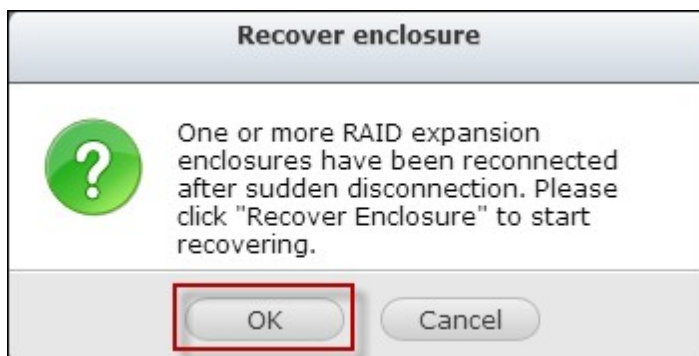 Recover enclosure
One or more RAID expansion
enclosures have been reconnected
after sudden disconnection. Please
click "Recover Enclosure" to start
recovering.
OK Cancel